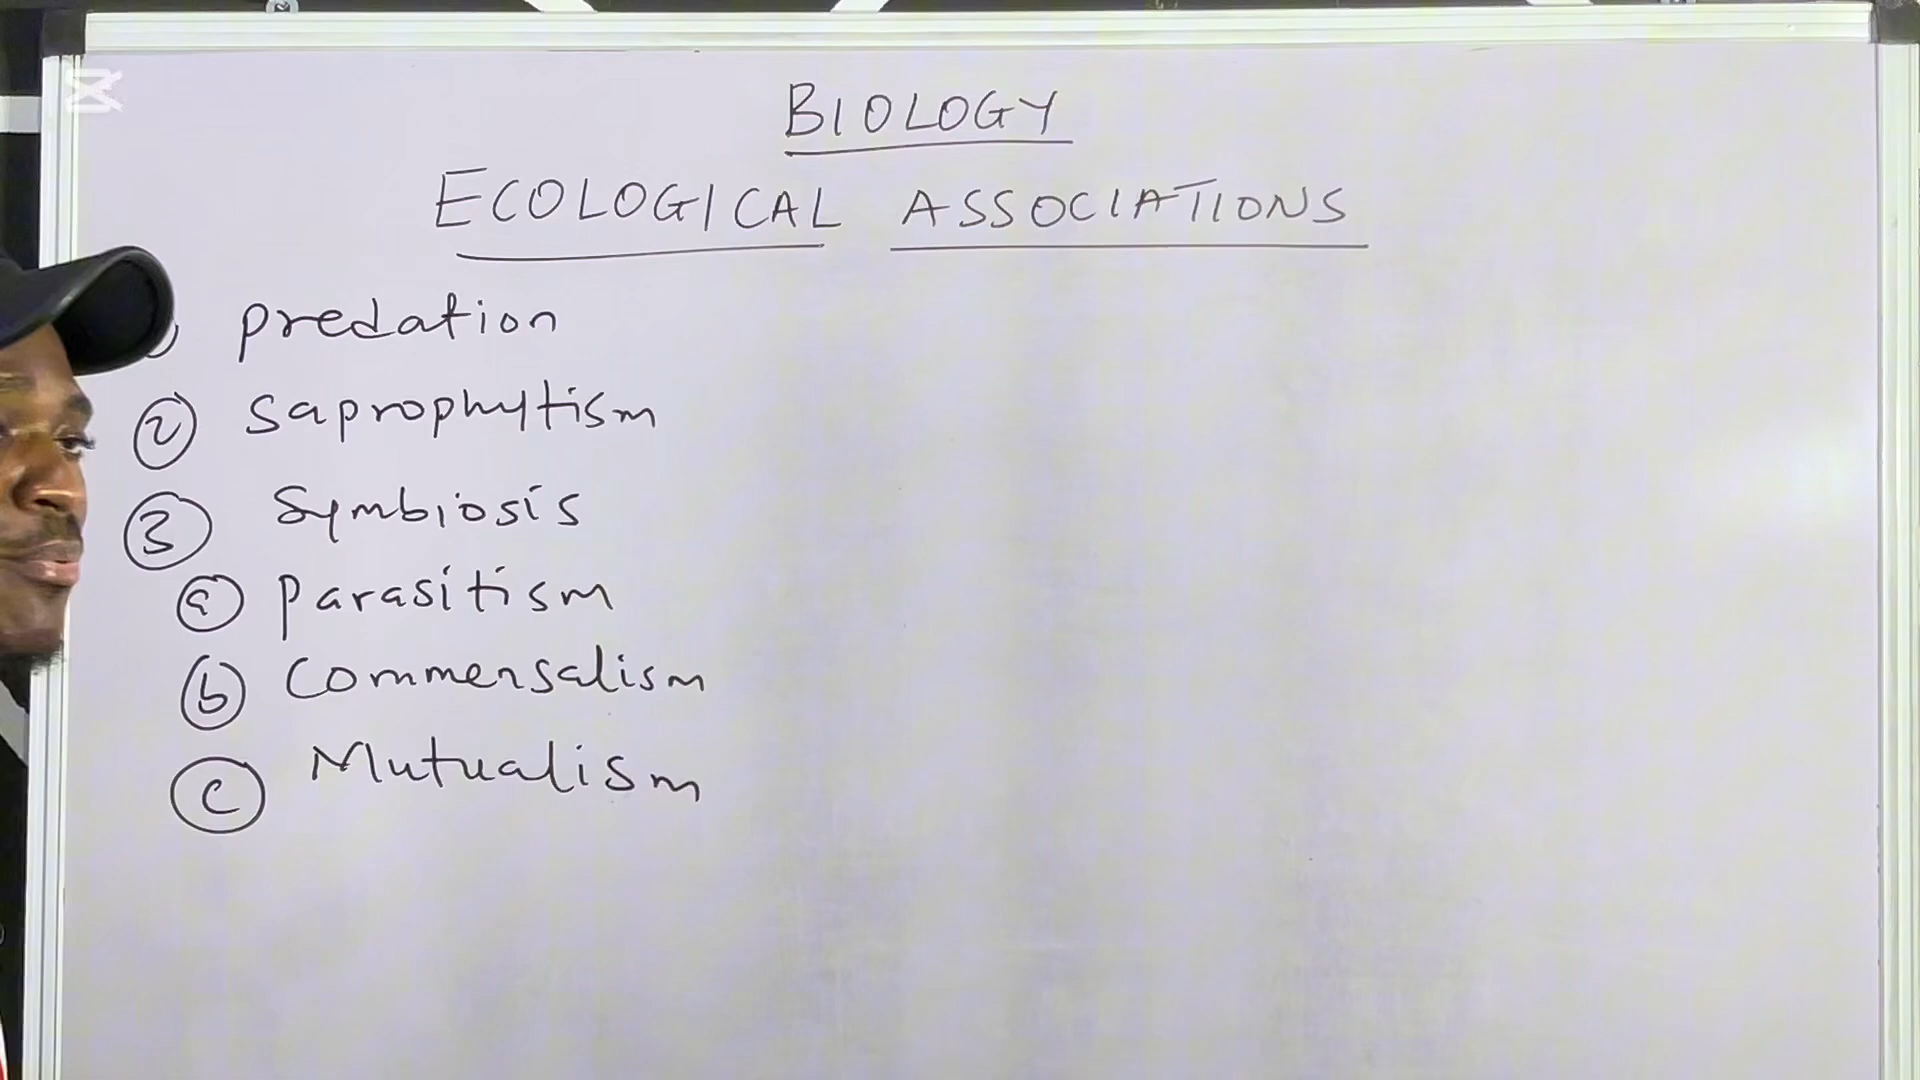 BIOLOGY
ECOLOGICAL ASSOCIATIONS
predation
2 saprophytism
3 Symbiosis
a parasitism
b Commensalism
c Mutualism